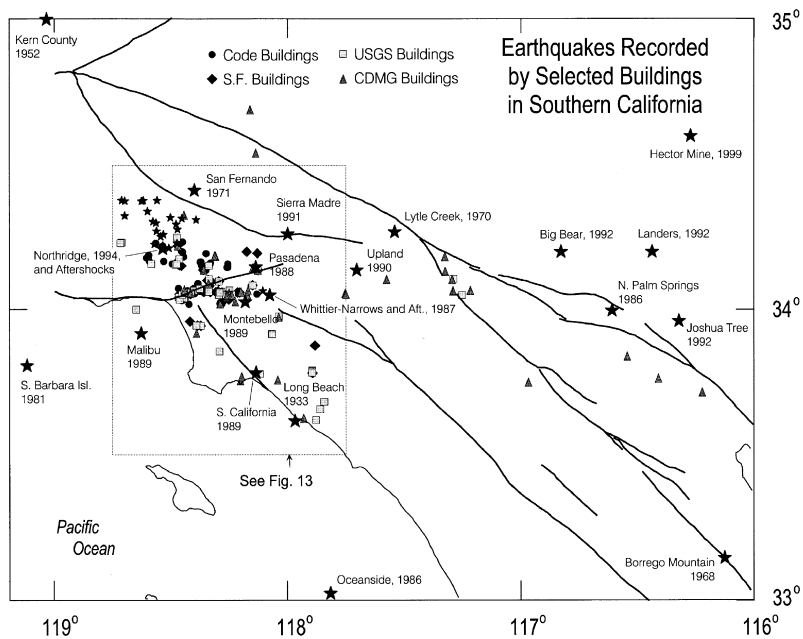 35°
Kern County
1952
Code Buildings
USGS Buildings
S.F. Buildings
CDMG Buildings
Earthquakes Recorded
by Selected Buildings
in Southern California
Hector Mine, 1999
San Fernando
1971
Sierra Madre
1991
Lytle Creek, 1970
Big Bear, 1992
Landers, 1992
Northridge, 1994,
and Aftershocks
Pasadena
1988
Upland
1990
N. Palm Springs
1986
34°
Whittier-Narrows and Aft., 1987
Montebello
1989
Joshua Tree
1992
Malibu
1989
S. Barbara Isl.
1981
Long Beach
1933
S. California
1989
See Fig. 13
Pacific
Ocean
Borrego Mountain
1968
Oceanside, 1986
33°
119°
118°
117°
116°